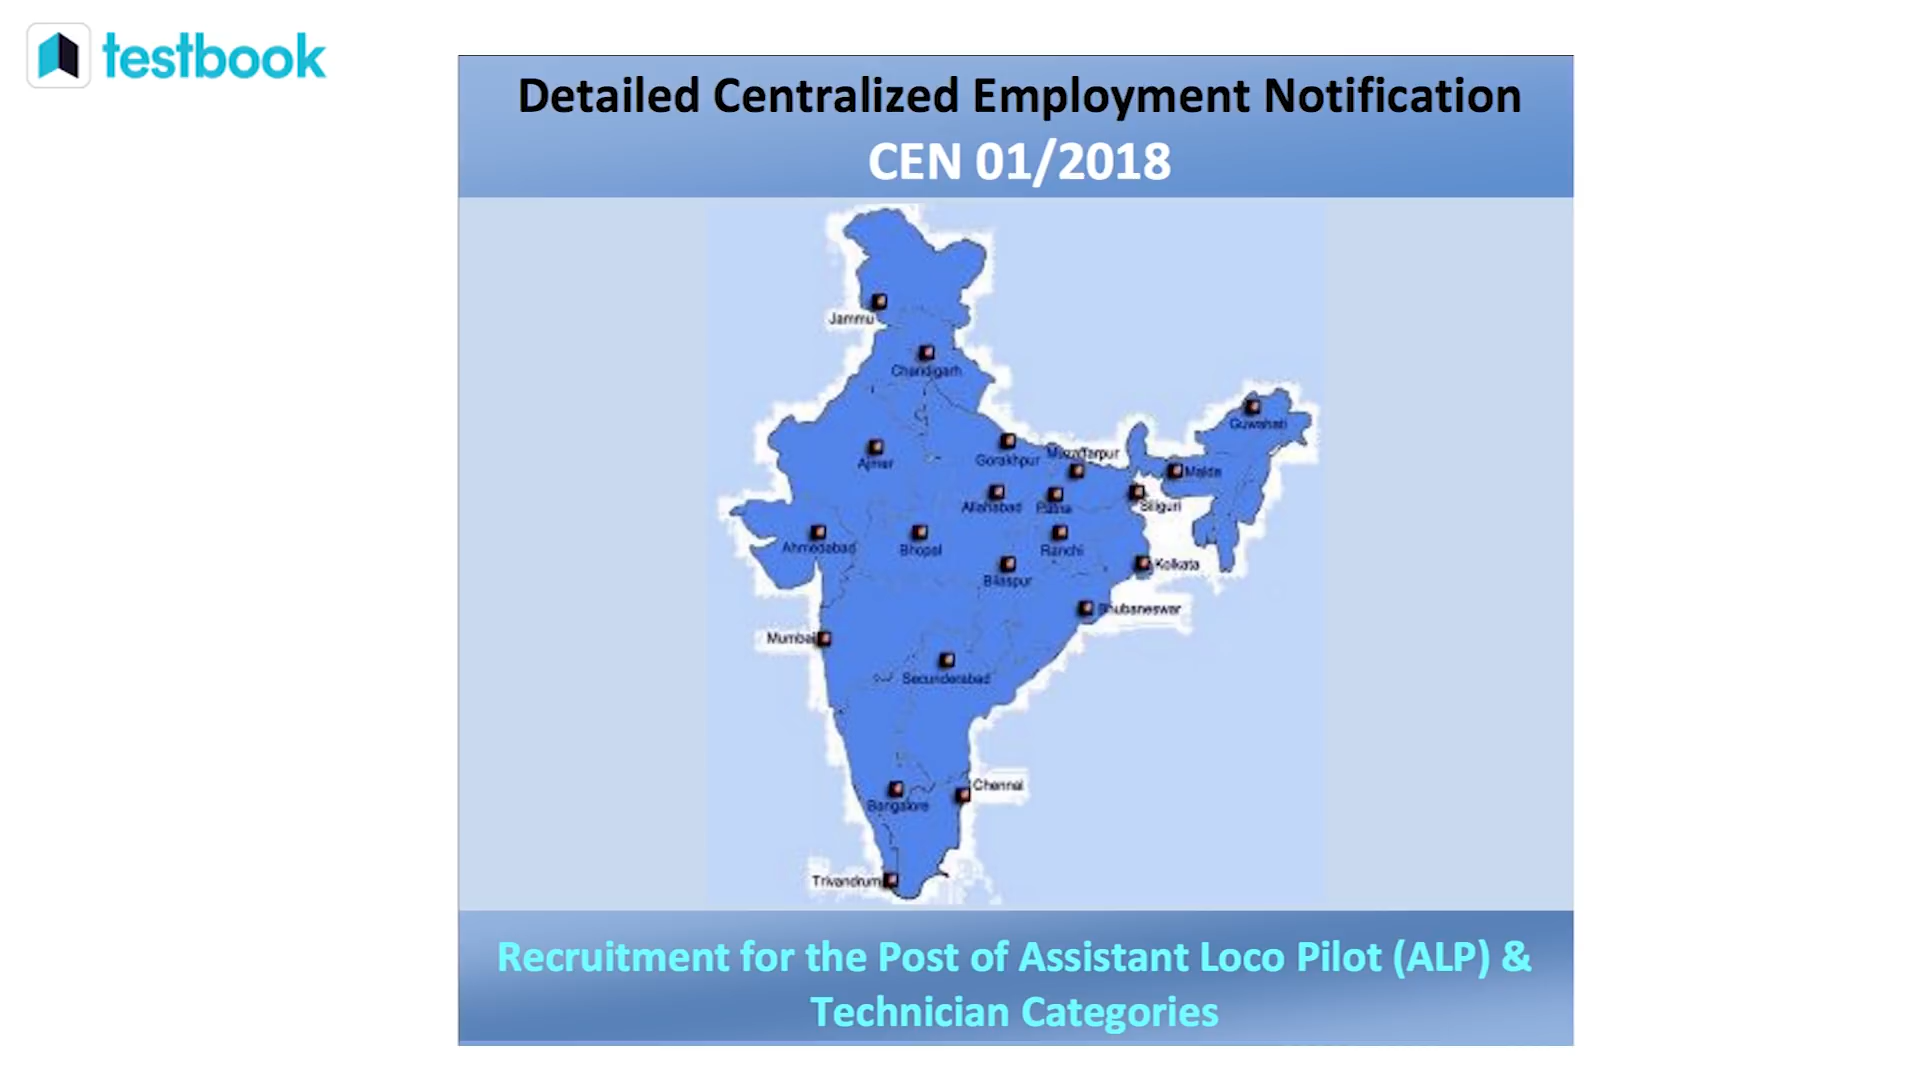 testbook
Detailed Centralized Employment Notification
CEN 01/2018
Jammu
Chandigarh
Guwahati
Ajmer
Gorakhpur
Muzaffarpur
Malda
Allahabad
Patna
Siliguri
Ahmedabad
Bhopal
Ranchi
Kolkata
Bilaspur
Bhubaneswar
Mumbai
Secunderabad
Chennai
Bangalore
Trivandrum
Recruitment for the Post of Assistant Loco Pilot (ALP) &
Technician Categories